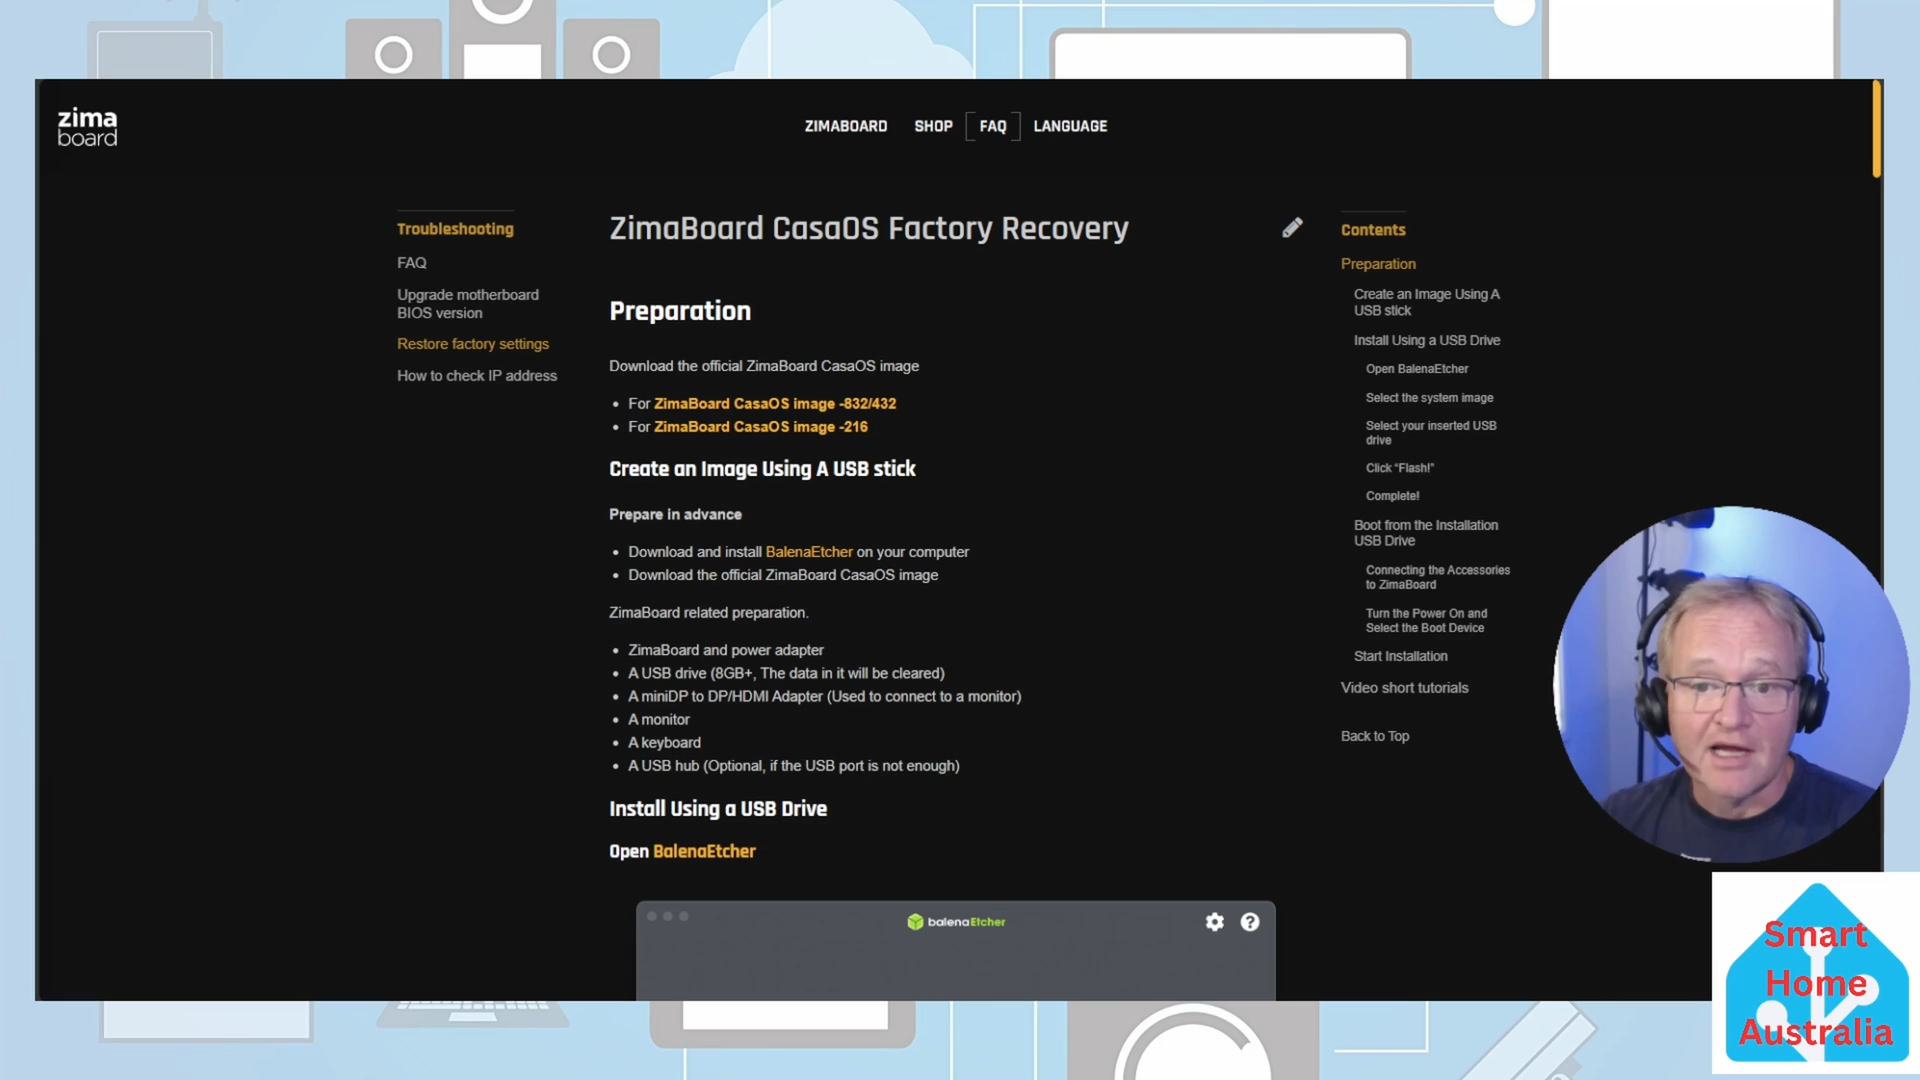 zima
board
ZIMABOARD
SHOP
FAQ
LANGUAGE
Troubleshooting
FAQ
Upgrade motherboard
BIOS version
Restore factory settings
How to check IP address
ZimaBoard CasaOS Factory Recovery
Preparation
Download the official ZimaBoard CasaOS image
• For ZimaBoard CasaOS image -832/432
• For ZimaBoard CasaOS image -216
Create an Image Using A USB stick
Prepare in advance
• Download and install BalenaEtcher on your computer
• Download the official ZimaBoard CasaOS image
ZimaBoard related preparation.
• ZimaBoard and power adapter
• A USB drive (8GB+, The data in it will be cleared)
• A miniDP to DP/HDMI Adapter (Used to connect to a monitor)
• A monitor
• A keyboard
• A USB hub (Optional, if the USB port is not enough)
Install Using a USB Drive
Open BalenaEtcher
balenaEtcher
Contents
Preparation
Create an Image Using A
USB stick
Install Using a USB Drive
Open BalenaEtcher
Select the system image
Select your inserted USB
drive
Click “Flash!”
Complete!
Boot from the Installation
USB Drive
Connecting the Accessories
to ZimaBoard
Turn the Power On and
Select the Boot Device
Start Installation
Video short tutorials
Back to Top
Smart
Home
Australia